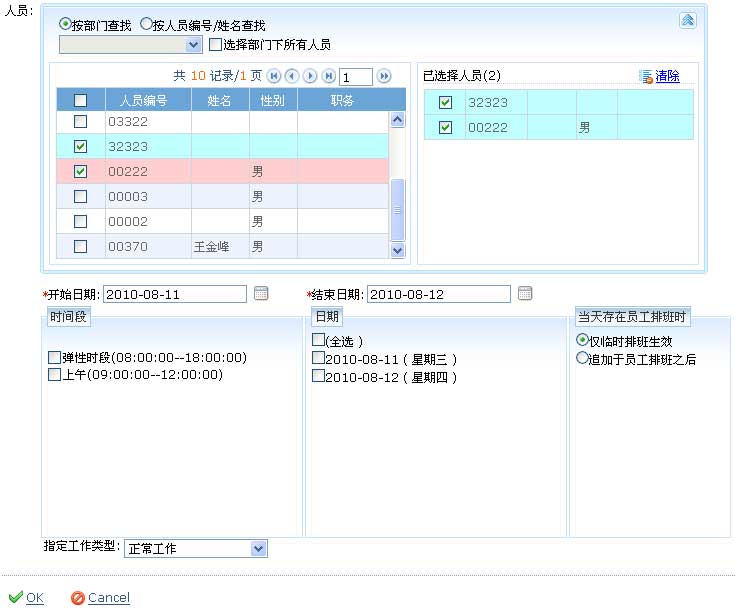 人员:
按部门查找 按人员编号/姓名查找
选择部门下所有人员
共 10 记录/1 页 1
人员编号 姓名 性别 职务
03322
32323
00222 男
00003 男
00002 男
00370 王金峰 男
已选择人员(2) 清除
32323
00222 男
*开始日期: 2010-08-11 *结束日期: 2010-08-12
时间段
弹性时段(08:00:00--18:00:00)
上午(09:00:00--12:00:00)
日期
(全选 )
2010-08-11 ( 星期三 )
2010-08-12 ( 星期四 )
当天存在员工排班时
仅临时排班生效
追加于员工排班之后
指定工作类型: 正常工作
OK Cancel